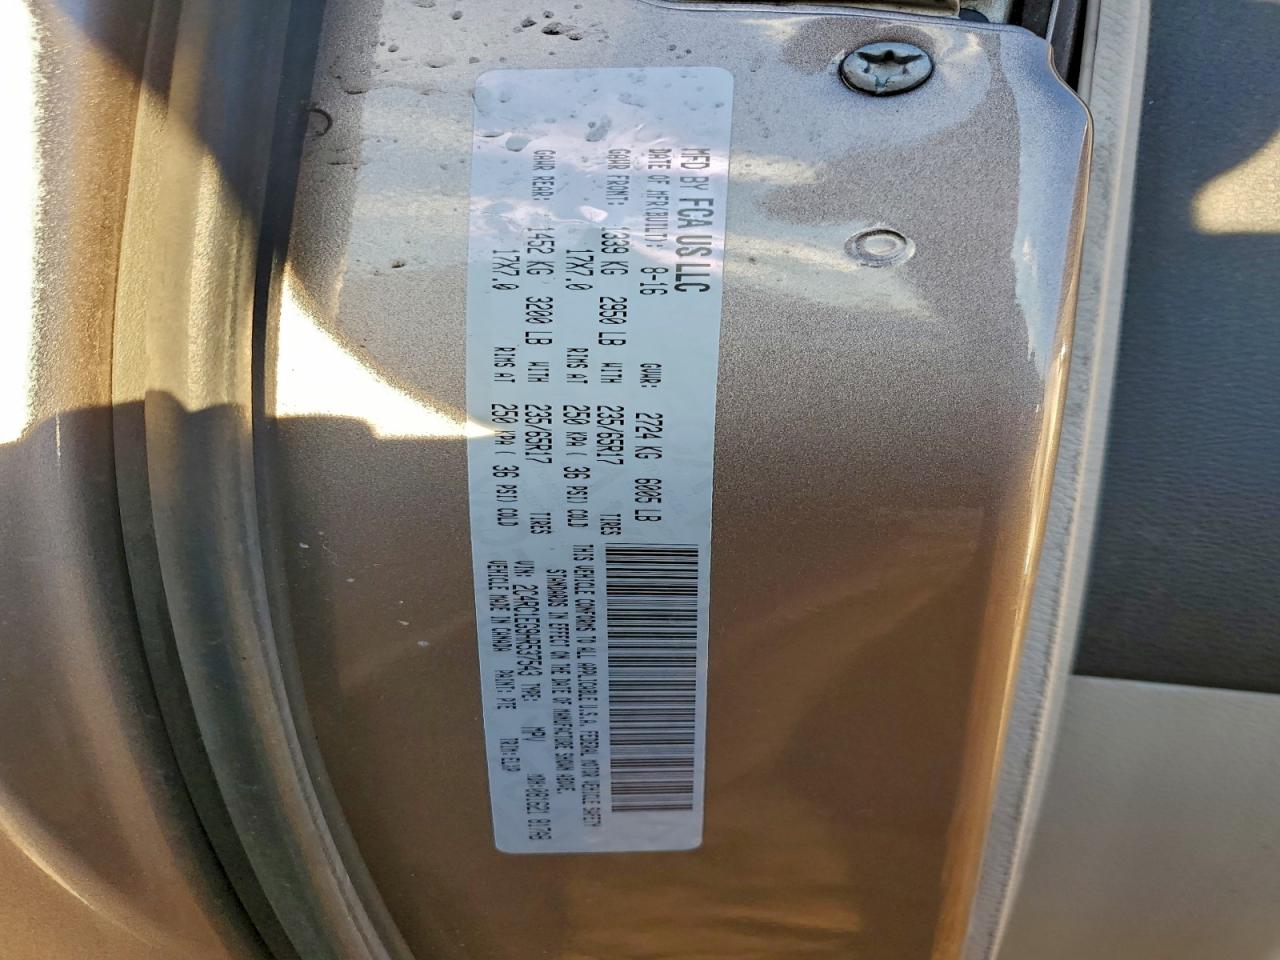 MFD BY FCA US LLC
DATE OF MFR(BUILT): 8-16 GVWR: 2724 KG 6005 LB
GAWR FRONT: 1339 KG 2950 LB WITH 235/65R17 TIRES
17X7.0 RIMS AT 250 KPA ( 36 PSI) COLD
GAWR REAR: 1452 KG 3200 LB WITH 235/65R17 TIRES
17X7.0 RIMS AT 250 KPA ( 36 PSI) COLD
THIS VEHICLE CONFORMS TO ALL APPLICABLE U.S.A. FEDERAL MOTOR VEHICLE SAFETY
STANDARDS IN EFFECT ON THE DATE OF MANUFACTURE SHOWN ABOVE.
VIN: 2C4RC1EG9HR537543 TYPE: MPV
VEHICLE MADE IN CANADA PAINT: PTE TRIM: